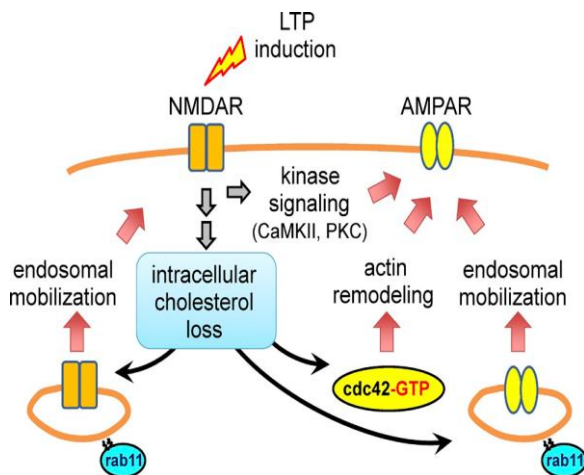 LTP
induction
NMDAR
AMPAR
kinase
signaling
(CaMKII, PKC)
endosomal
mobilization
intracellular
cholesterol
loss
actin
remodeling
endosomal
mobilization
cdc42-GTP
rab11
rab11